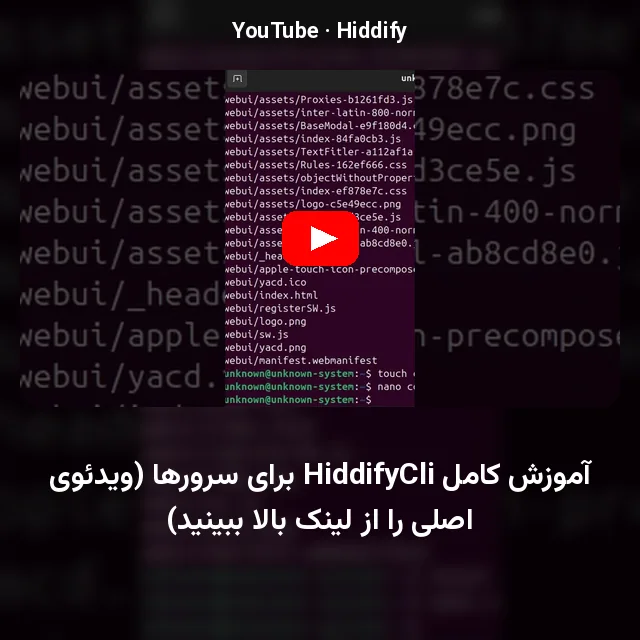 YouTube · Hiddify
webui/assets/Proxies-b1261fd3.js
webui/assets/inter-latin-800-nor
webui/assets/BaseModal-e9f180d4.
webui/assets/index-84fa0cb3.js
webui/assets/TextFitler-a112af1a
webui/assets/Rules-162ef666.css
webui/assets/objectWithoutProper
webui/assets/index-ef878e7c.css
webui/assets/logo-c5e49ecc.png
webui/apple-touch-icon-precompose
webui/yacd.ico
webui/index.html
webui/registerSW.js
webui/logo.png
webui/sw.js
webui/yacd.png
webui/manifest.webmanifest
unknown@unknown-system:~$ touch
unknown@unknown-system:~$ nano
unknown@unknown-system:~$
آموزش کامل HiddifyCli برای سرورها (ویدئوی
اصلی را از لینک بالا ببینید)